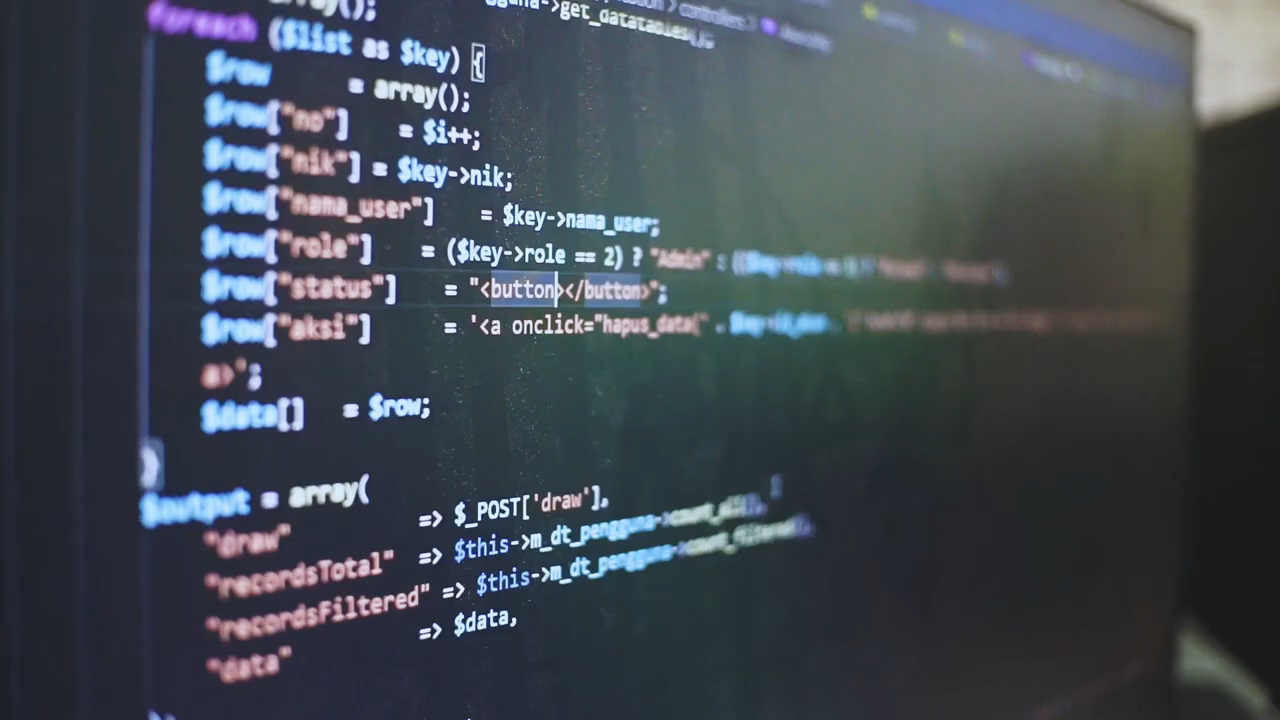 array();
->get_datatables();
foreach ($list as $key) {
$row = array();
$row["no"] = $i++;
$row["nik"] = $key->nik;
$row["nama_user"] = $key->nama_user;
$row["role"] = ($key->role == 2) ? "Admin" :
$row["status"] = "<button></button>";
$row["aksi"] = '<a onclick="hapus_data("
a>';
$data[] = $row;
}
$output = array(
"draw" => $_POST['draw'],
"recordsTotal" => $this->m_dt_pengguna->count_all(),
"recordsFiltered" => $this->m_dt_pengguna->count_filtered(),
"data" => $data,